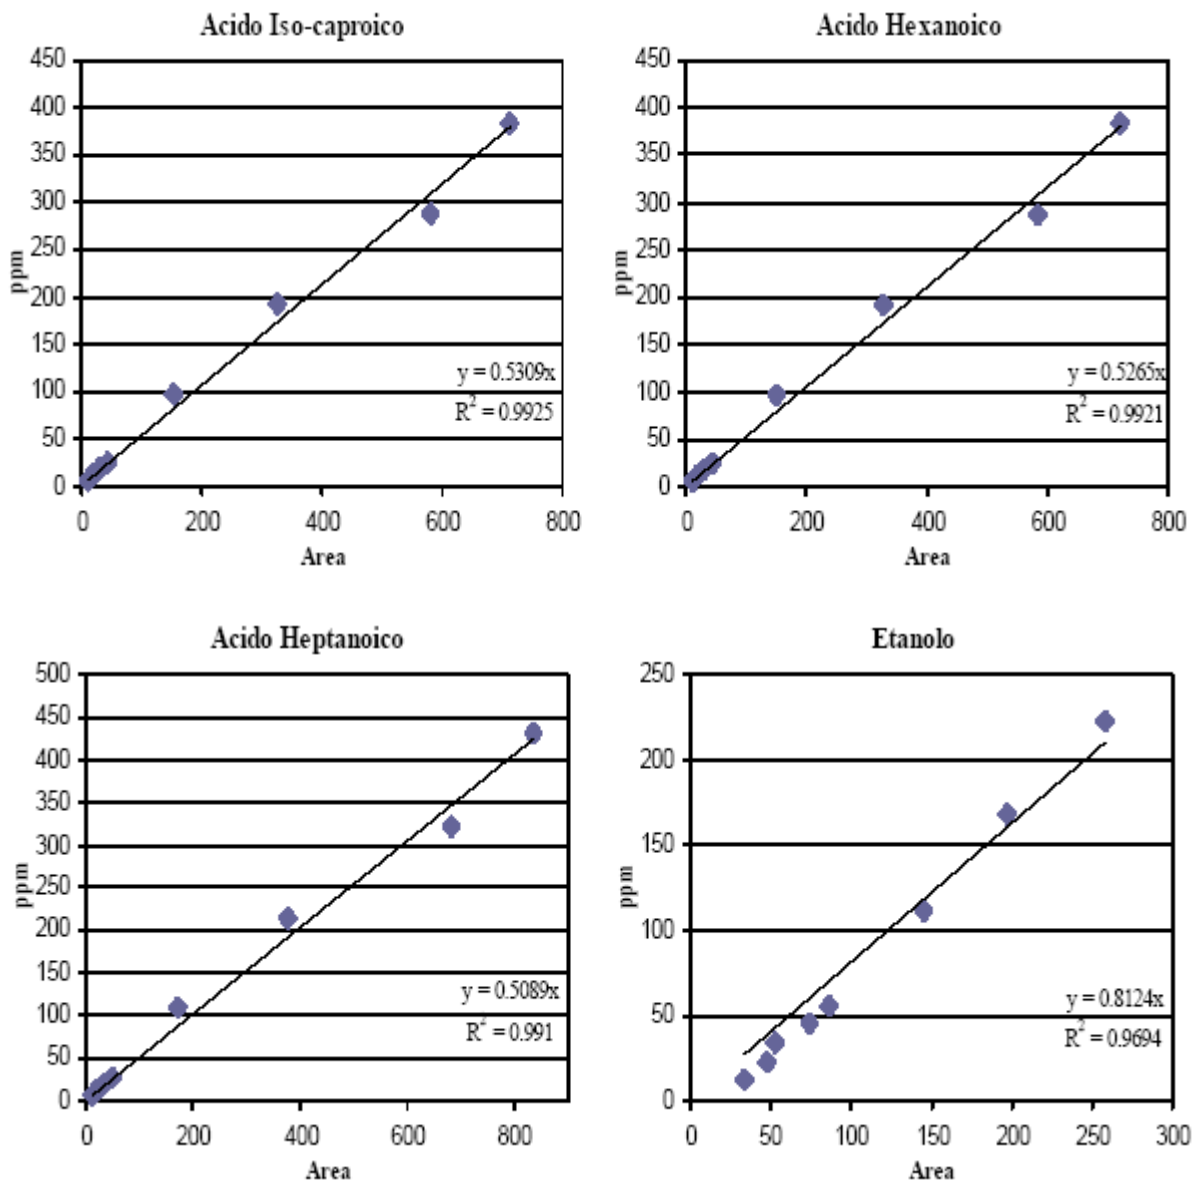 Acido Iso-caproico
450
400
350
300
250
200
150
100
50
0
ppm
y = 0.5309x
R2 = 0.9925
0 200 400 600 800
Area
Acido Hexanoico
450
400
350
300
250
200
150
100
50
0
ppm
y = 0.5265x
R2 = 0.9921
0 200 400 600 800
Area
Acido Heptanoico
500
450
400
350
300
250
200
150
100
50
0
ppm
y = 0.5089x
R2 = 0.991
0 200 400 600 800
Area
Etanolo
250
200
150
100
50
0
ppm
y = 0.8124x
R2 = 0.9694
0 50 100 150 200 250 300
Area